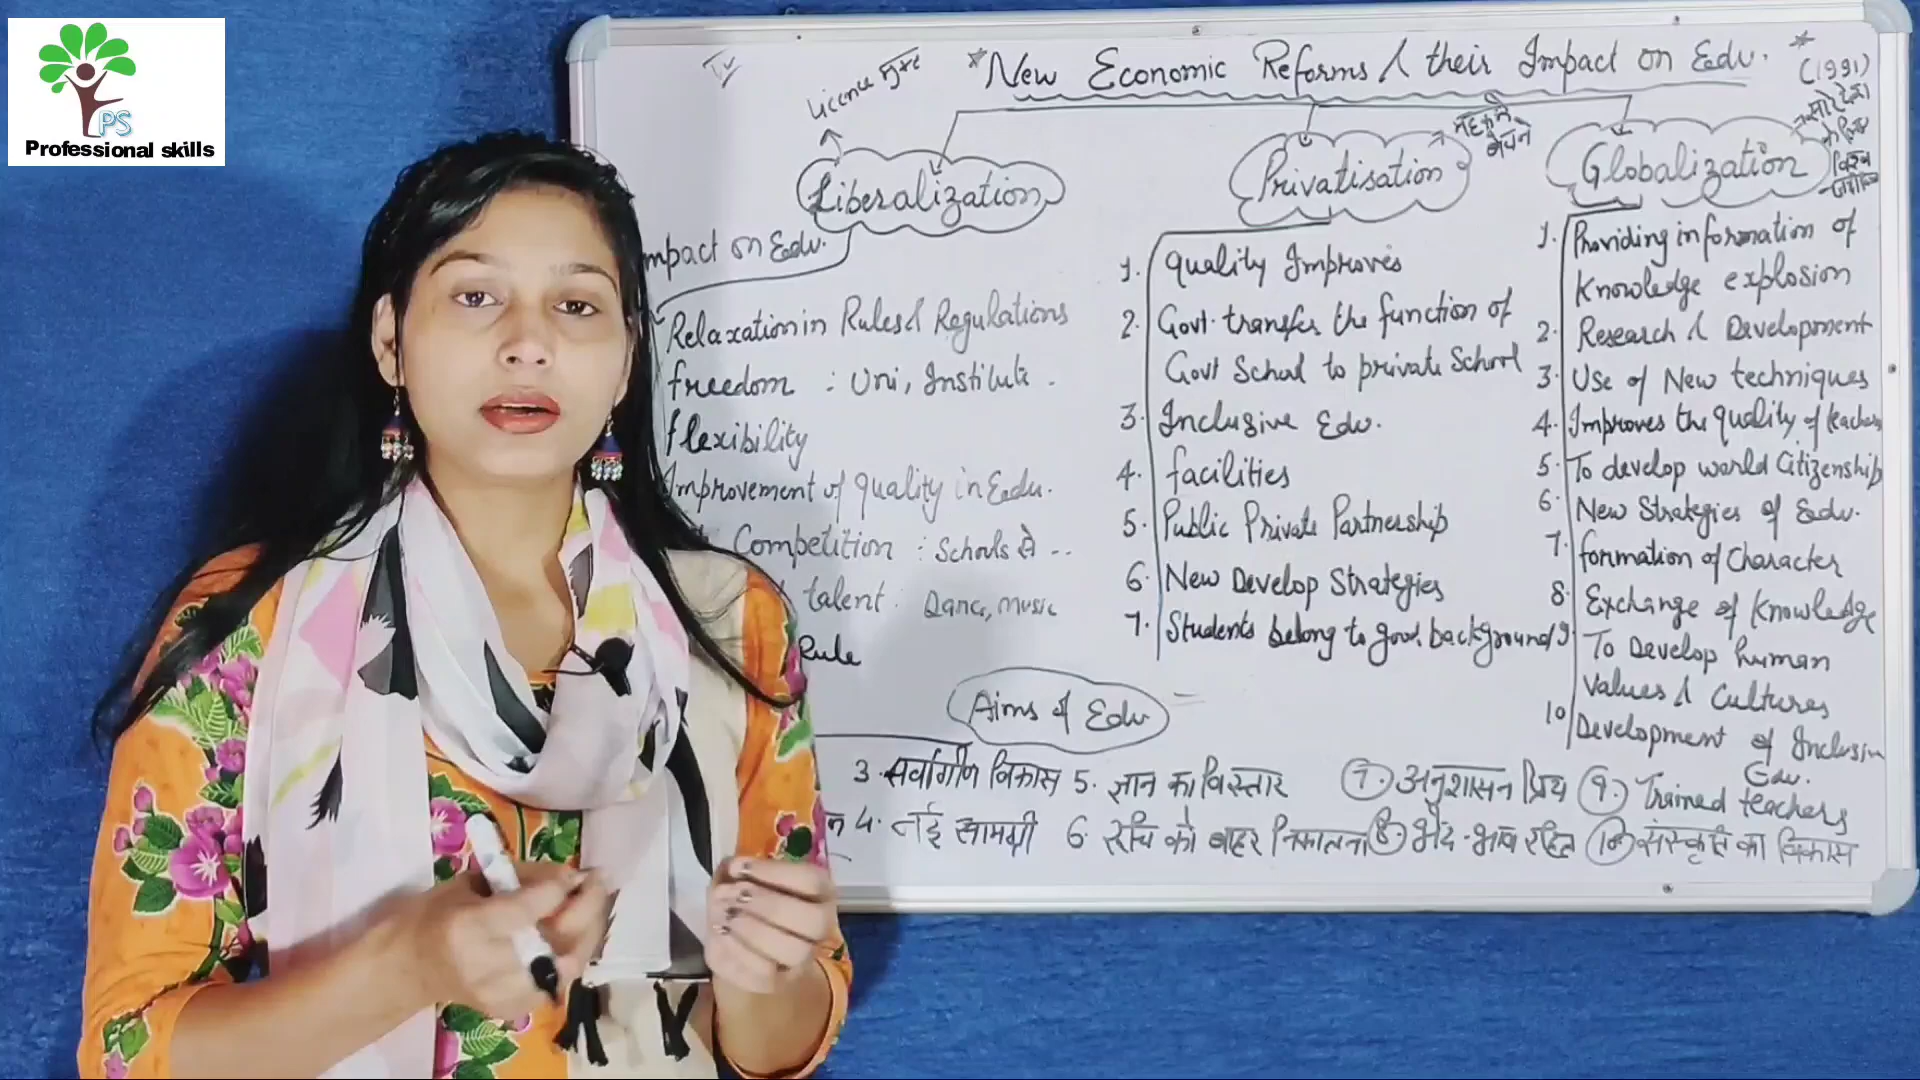 PS
Professional skills
* New Economic Reforms & their Impact on Edu. *
(1991)
Licence मुक्त
Liberalization
Impact on Edu.
Relaxation in Rules & Regulations
freedom : Uni, Institute.
flexibility
Improvement of quality in Edu.
Competition : Schools से --
talent : Dance, music
Rule
Privatisation
1. Quality Improves
2. Govt. transfer the function of
Govt School to private School
3. Inclusive Edu.
4. facilities
5. Public Private Partnership
6. New Develop Strategies
7. Students belong to good background
Globalization
1. Providing information of
Knowledge explosion
2. Research & Development
3. Use of New techniques
4. Improves the quality of teachers
5. To develop world Citizenship
6. New Strategies of Edu.
7. formation of Character
8. Exchange of Knowledge
9. To Develop human
values & Cultures
10 Development of Inclusive
Edu.
Aims of Edu
3. सर्वांगीण विकास 5. ज्ञान का विस्तार 7. अनुशासन प्रिय 9. Trained teachers
न 4. नई सामग्री 6. रुचि को बाहर निकालना 8. भेद-भाव रहित 10. संस्कृति का विकास